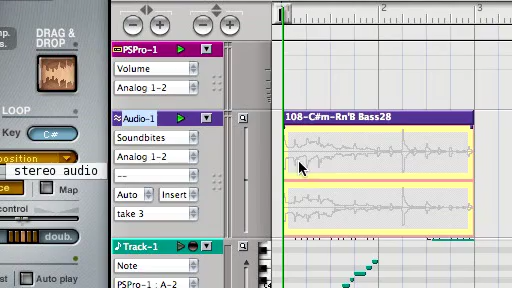 DRAG &
DROP
LOOP
Key C#
stereo audio
Map
control
doub.
Auto play
2
3
PSPro-1
Volume
Analog 1-2
Audio-1
Soundbites
Analog 1-2
--
Auto Insert
take 3
108-C#m-Rn'B Bass28
Track-1
Note
PSPro-1: A-2